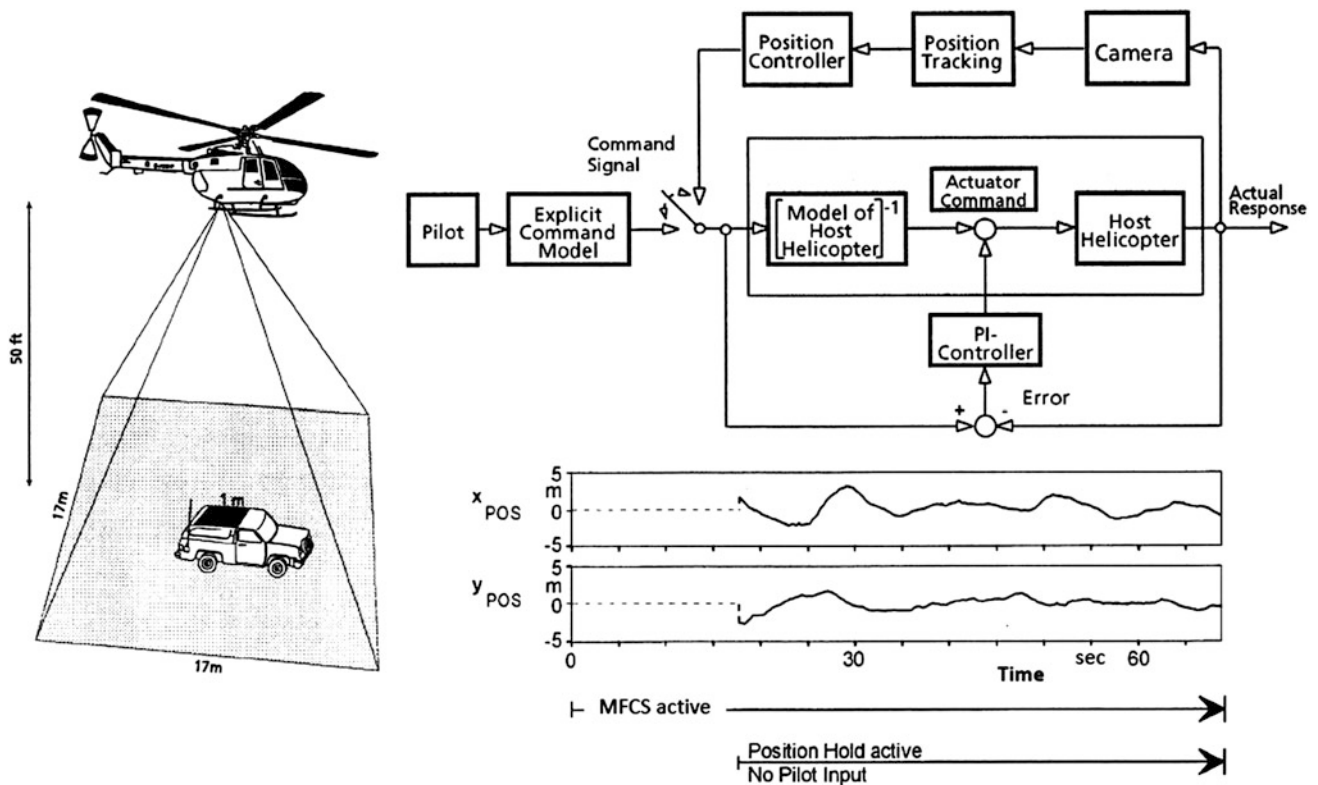 50 ft
17m
1 m
17m
Position
Controller
Position
Tracking
Camera
Command
Signal
Pilot
Explicit
Command
Model
[Model of
Host
Helicopter]-1
Actuator
Command
Host
Helicopter
Actual
Response
PI-
Controller
+
-
Error
x POS
5
m
0
-5
y POS
5
m
0
-5
0
30
sec
60
Time
MFCS active
Position Hold active
No Pilot Input